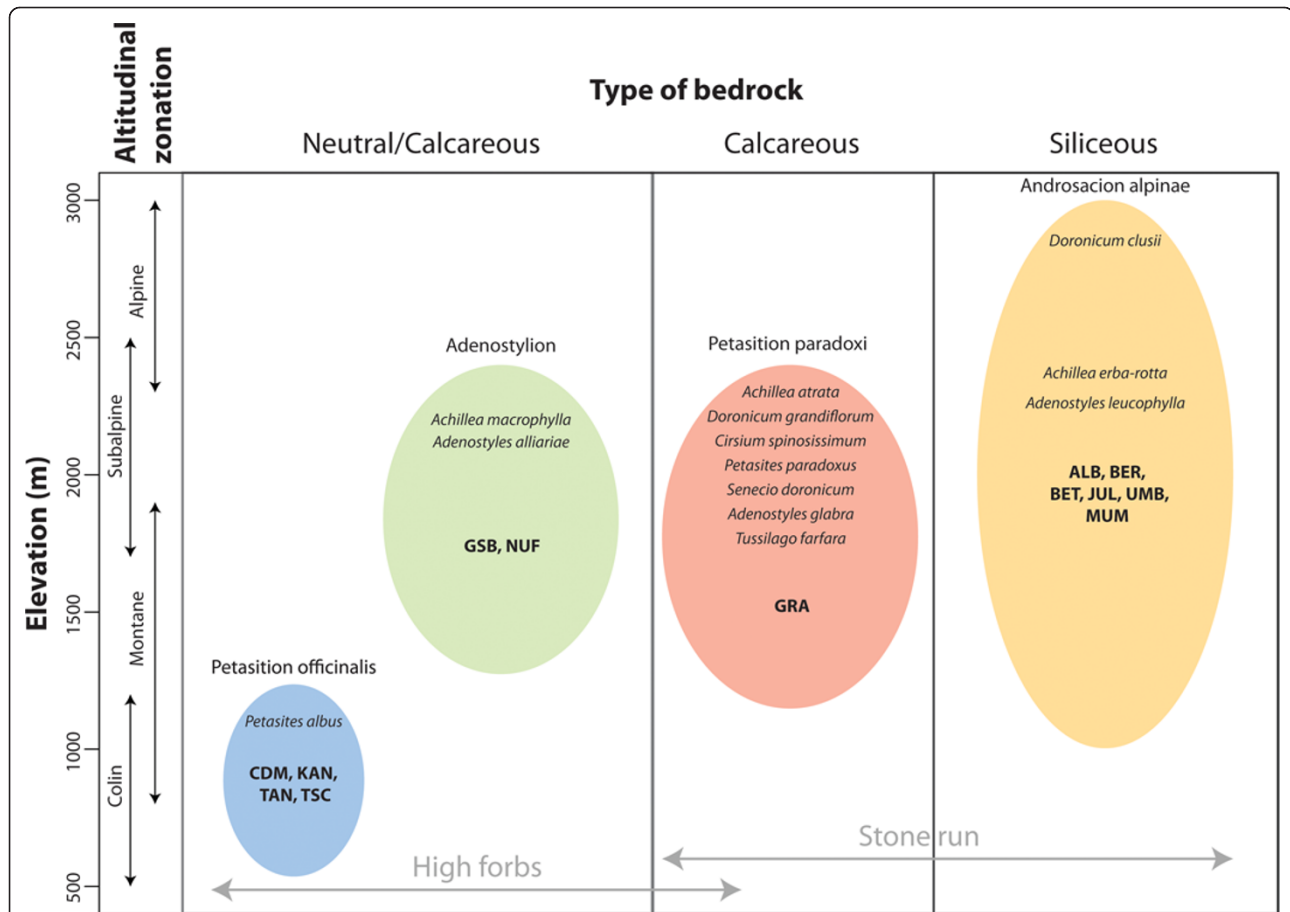 Altitudinal
zonation
Type of bedrock
Neutral/Calcareous
Calcareous
Siliceous
Elevation (m)
3000
2500
2000
1500
1000
500
Alpine
Subalpine
Montane
Colin
Petasition officinalis
Petasites albus
CDM, KAN,
TAN, TSC
Adenostylion
Achillea macrophylla
Adenostyles alliariae
GSB, NUF
Petasition paradoxi
Achillea atrata
Doronicum grandiflorum
Cirsium spinosissimum
Petasites paradoxus
Senecio doronicum
Adenostyles glabra
Tussilago farfara
GRA
Androsacion alpinae
Doronicum clusii
Achillea erba-rotta
Adenostyles leucophylla
ALB, BER,
BET, JUL, UMB,
MUM
High forbs
Stone run